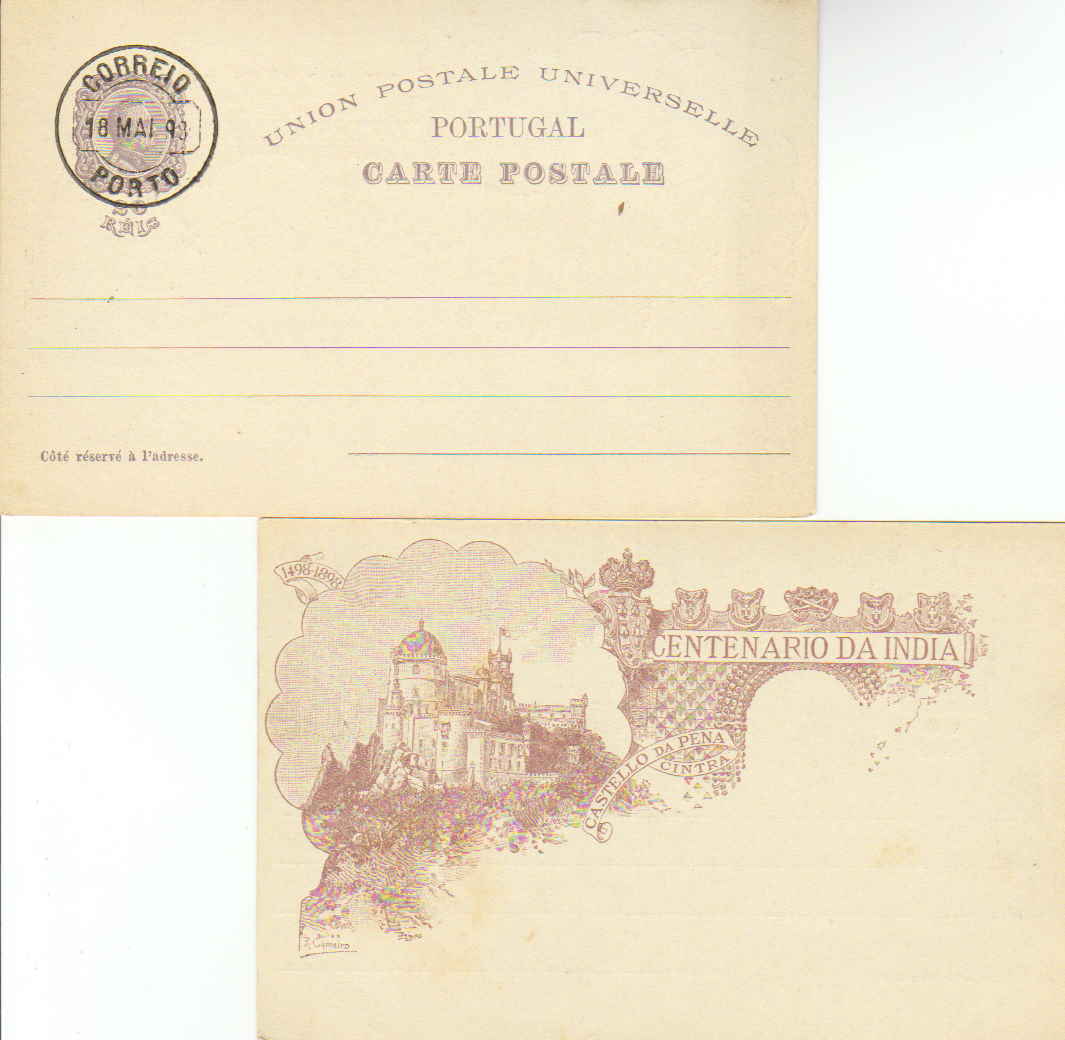 CORREIO
18 MAI 98
PORTO
20
RÉIS
UNION POSTALE UNIVERSELLE
PORTUGAL
CARTE POSTALE
Côté réservé à l'adresse.
1498-1898
CENTENARIO DA INDIA
CASTELLO DA PENA
CINTRA